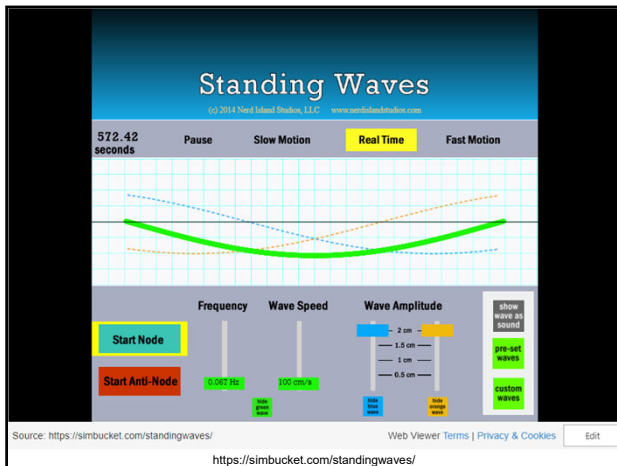 Standing Waves
(c) 2014 Nerd Island Studios, LLC www.nerdislandstudios.com
572.42 seconds
Pause
Slow Motion
Real Time
Fast Motion
Frequency
Wave Speed
Wave Amplitude
Start Node
Start Anti-Node
0.067 Hz
100 cm/s
2 cm
1.5 cm
1 cm
0.5 cm
hide green wave
hide blue wave
hide orange wave
show wave as sound
pre-set waves
custom waves
Source: https://simbucket.com/standingwaves/
Web Viewer Terms | Privacy & Cookies
Edit
https://simbucket.com/standingwaves/